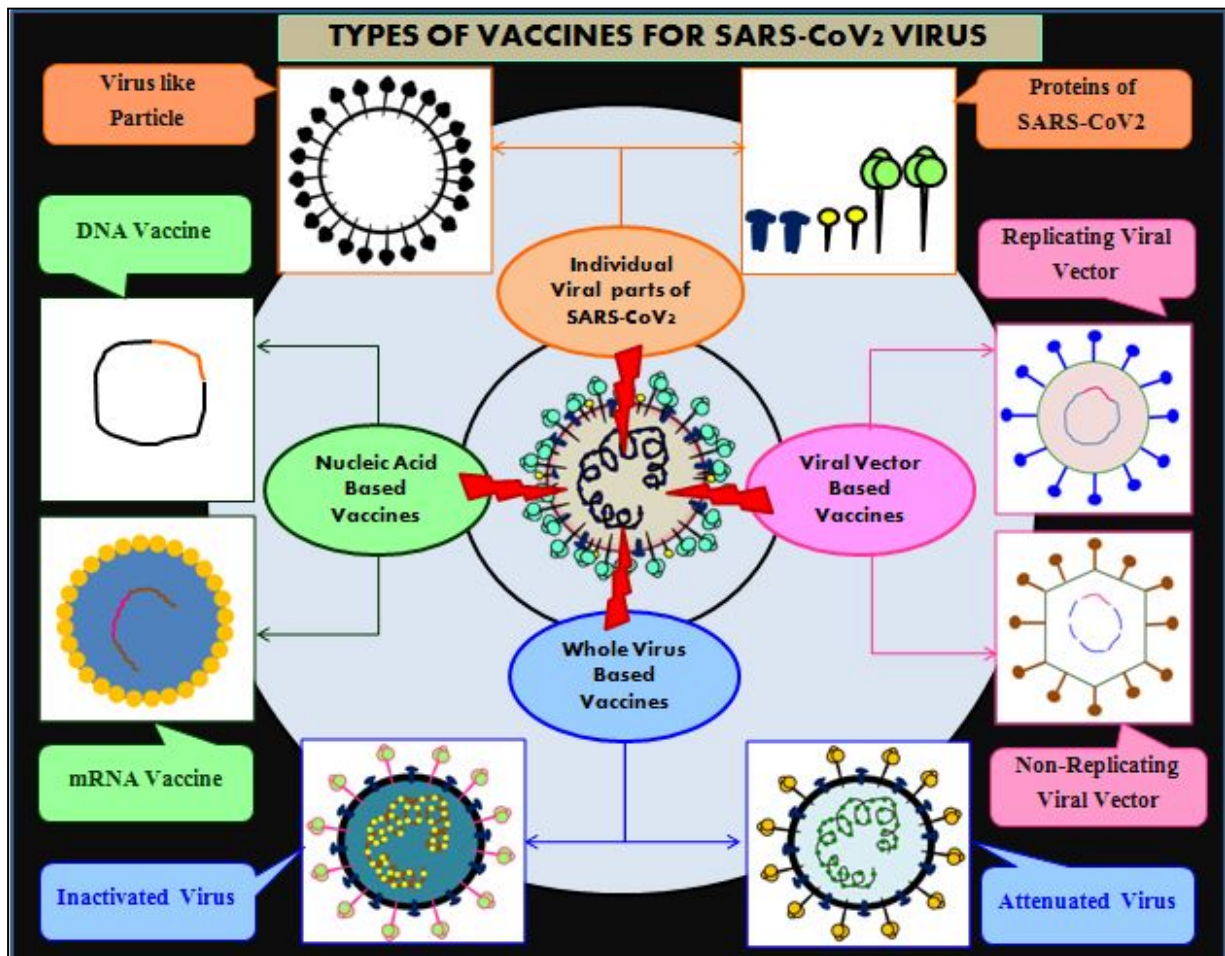 TYPES OF VACCINES FOR SARS-CoV2 VIRUS
Virus like
Particle
Proteins of
SARS-CoV2
DNA Vaccine
Replicating Viral
Vector
Individual
Viral parts of
SARS-CoV2
Nucleic Acid
Based
Vaccines
Viral Vector
Based
Vaccines
Whole Virus
Based
Vaccines
mRNA Vaccine
Non-Replicating
Viral Vector
Inactivated Virus
Attenuated Virus